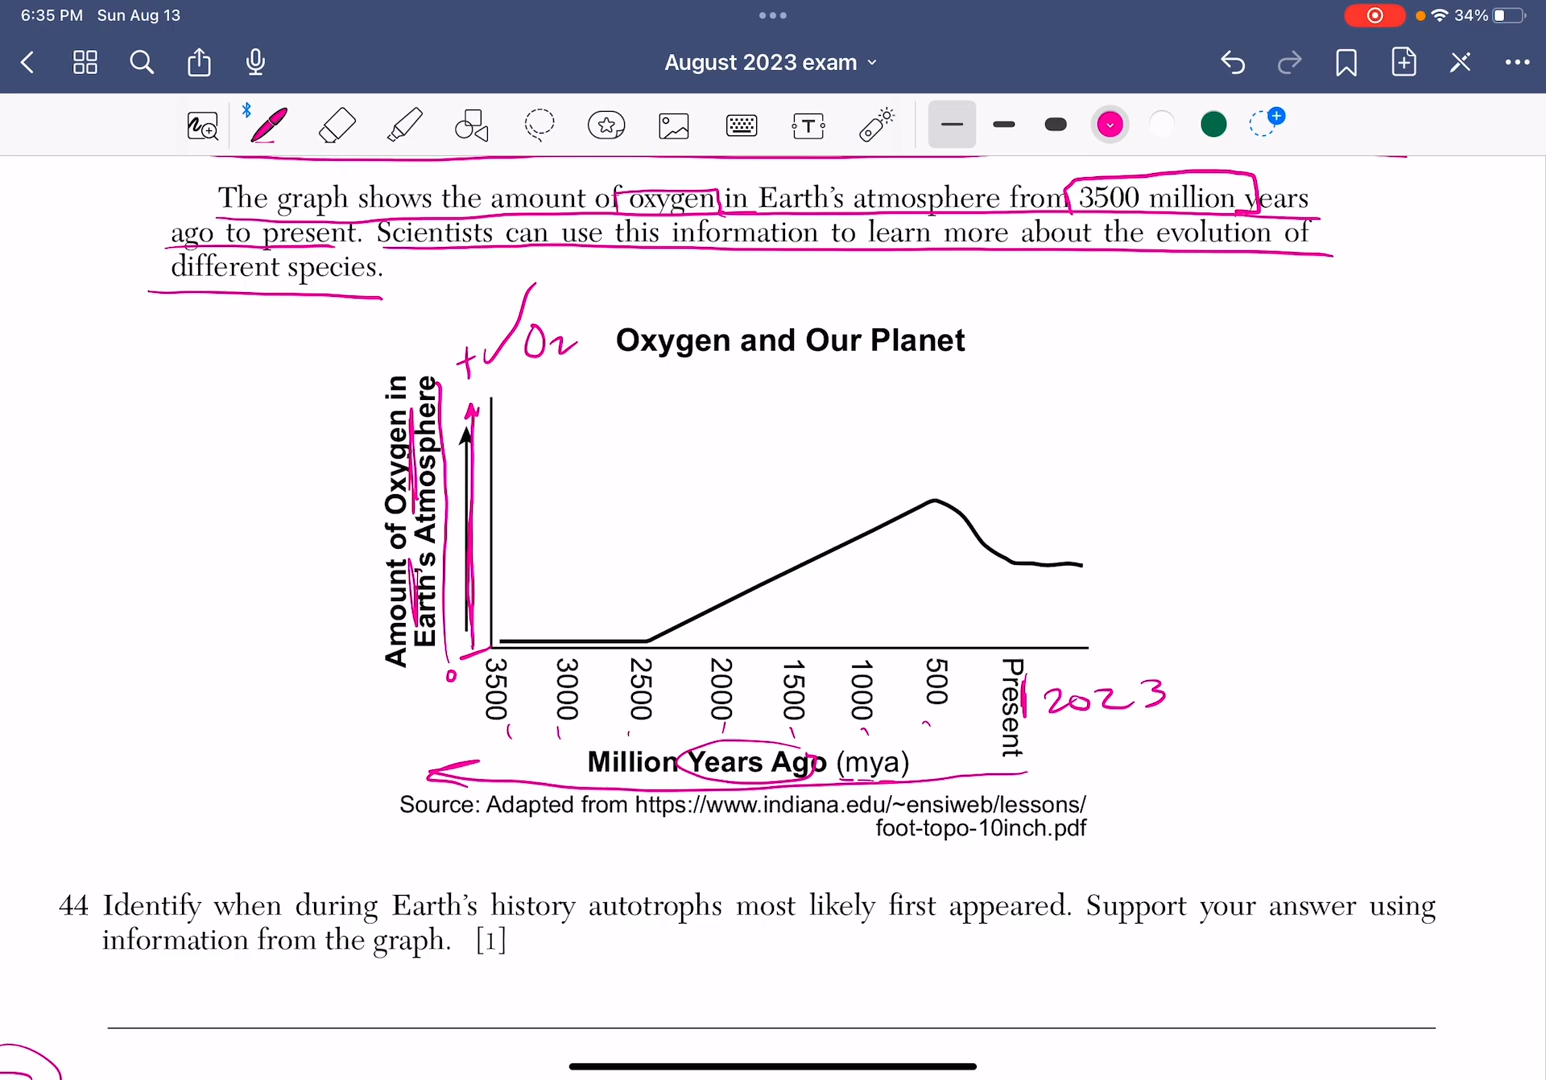 6:35 PM Sun Aug 13
34%
August 2023 exam
The graph shows the amount of oxygen in Earth's atmosphere from 3500 million years
ago to present. Scientists can use this information to learn more about the evolution of
different species.
+ O2
Oxygen and Our Planet
Amount of Oxygen in
Earth's Atmosphere
0
3500
3000
2500
2000
1500
1000
500
Present
2023
Million Years Ago (mya)
Source: Adapted from https://www.indiana.edu/~ensiweb/lessons/
foot-topo-10inch.pdf
44 Identify when during Earth's history autotrophs most likely first appeared. Support your answer using
information from the graph. [1]